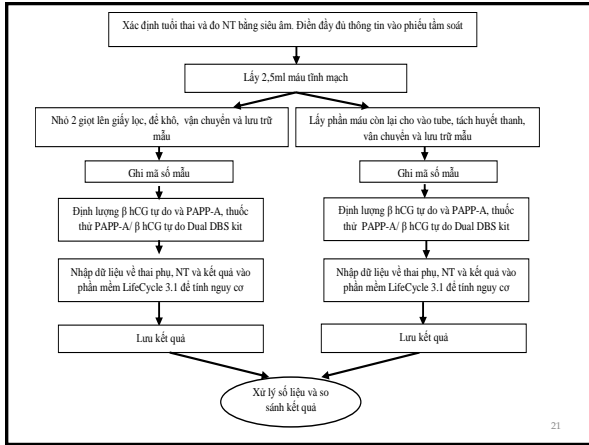 Xác định tuổi thai và đo NT bằng siêu âm. Điền đầy đủ thông tin vào phiếu tầm soát
Lấy 2,5ml máu tĩnh mạch
Nhỏ 2 giọt lên giấy lọc, để khô, vận chuyển và lưu trữ
mẫu
Lấy phần máu còn lại cho vào tube, tách huyết thanh,
vận chuyển và lưu trữ mẫu
Ghi mã số mẫu
Ghi mã số mẫu
Định lượng β hCG tự do và PAPP-A, thuốc
thử PAPP-A/ β hCG tự do Dual DBS kit
Định lượng β hCG tự do và PAPP-A, thuốc
thử PAPP-A/ β hCG tự do Dual DBS kit
Nhập dữ liệu về thai phụ, NT và kết quả vào
phần mềm LifeCycle 3.1 để tính nguy cơ
Nhập dữ liệu về thai phụ, NT và kết quả vào
phần mềm LifeCycle 3.1 để tính nguy cơ
Lưu kết quả
Lưu kết quả
Xử lý số liệu và so
sánh kết quả
21